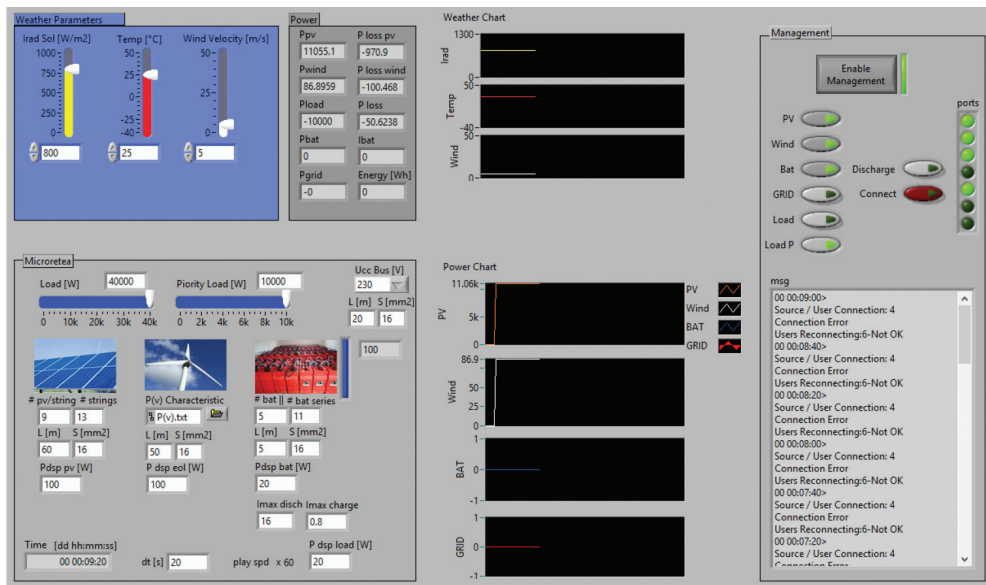 Weather Parameters
Irad Sol [W/m2]
Temp [°C]
Wind Velocity [m/s]
1000
750
500
250
0
50
25
0
-25
-40
50
0
800
25
5
Power
Ppv
P loss pv
11055.1
-970.9
Pwind
P loss wind
86.8959
-100.468
Pload
P loss
-10000
-50.6238
Pbat
Ibat
0
0
Pgrid
Energy [Wh]
-0
0
Weather Chart
1300
Irad
0
50
Temp
-40
50
Wind
0
Management
Enable
Management
ports
PV
Wind
Bat
Discharge
GRID
Connect
Load
Load P
Microretea
Load [W]
40000
0 10k 20k 30k 40k
Piority Load [W]
10000
0 2k 4k 6k 8k 10k
Ucc Bus [V]
230
L [m] S [mm2]
20 16
100
# pv/string # strings
9 13
L [m] S [mm2]
60 16
Pdsp pv [W]
100
P(v) Characteristic
P(v).txt
L [m] S [mm2]
50 16
P dsp eol [W]
100
# bat || # bat series
5 11
L [m] S [mm2]
5 16
Pdsp bat [W]
20
Imax disch Imax charge
16 0.8
Time [dd hh:mm:ss]
00 00:09:20
dt [s] 20
play spd x 60
P dsp load [W]
20
Power Chart
11.06k
5k
0
PV
86.9
50
25
0
Wind
1
0
-1
BAT
1
0
-1
GRID
PV
Wind
BAT
GRID
msg
00 00:09:00>
Source / User Connection: 4
Connection Error
Users Reconnecting:6-Not OK
00 00:08:40>
Source / User Connection: 4
Connection Error
Users Reconnecting:6-Not OK
00 00:08:20>
Source / User Connection: 4
Connection Error
Users Reconnecting:6-Not OK
00 00:08:00>
Source / User Connection: 4
Connection Error
Users Reconnecting:6-Not OK
00 00:07:40>
Source / User Connection: 4
Connection Error
Users Reconnecting:6-Not OK
00 00:07:20>
Source / User Connection: 4
Connection Error